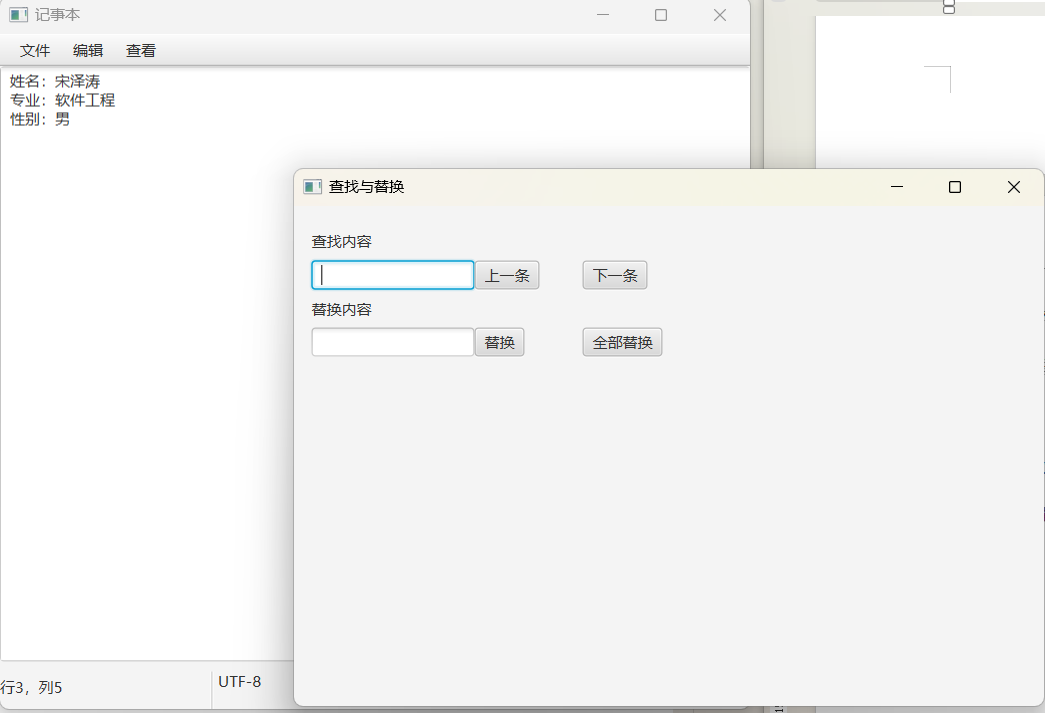 记事本
文件 编辑 查看
姓名：宋泽涛
专业：软件工程
性别：男
查找与替换
查找内容
上一条 下一条
替换内容
替换 全部替换
行3，列5
UTF-8